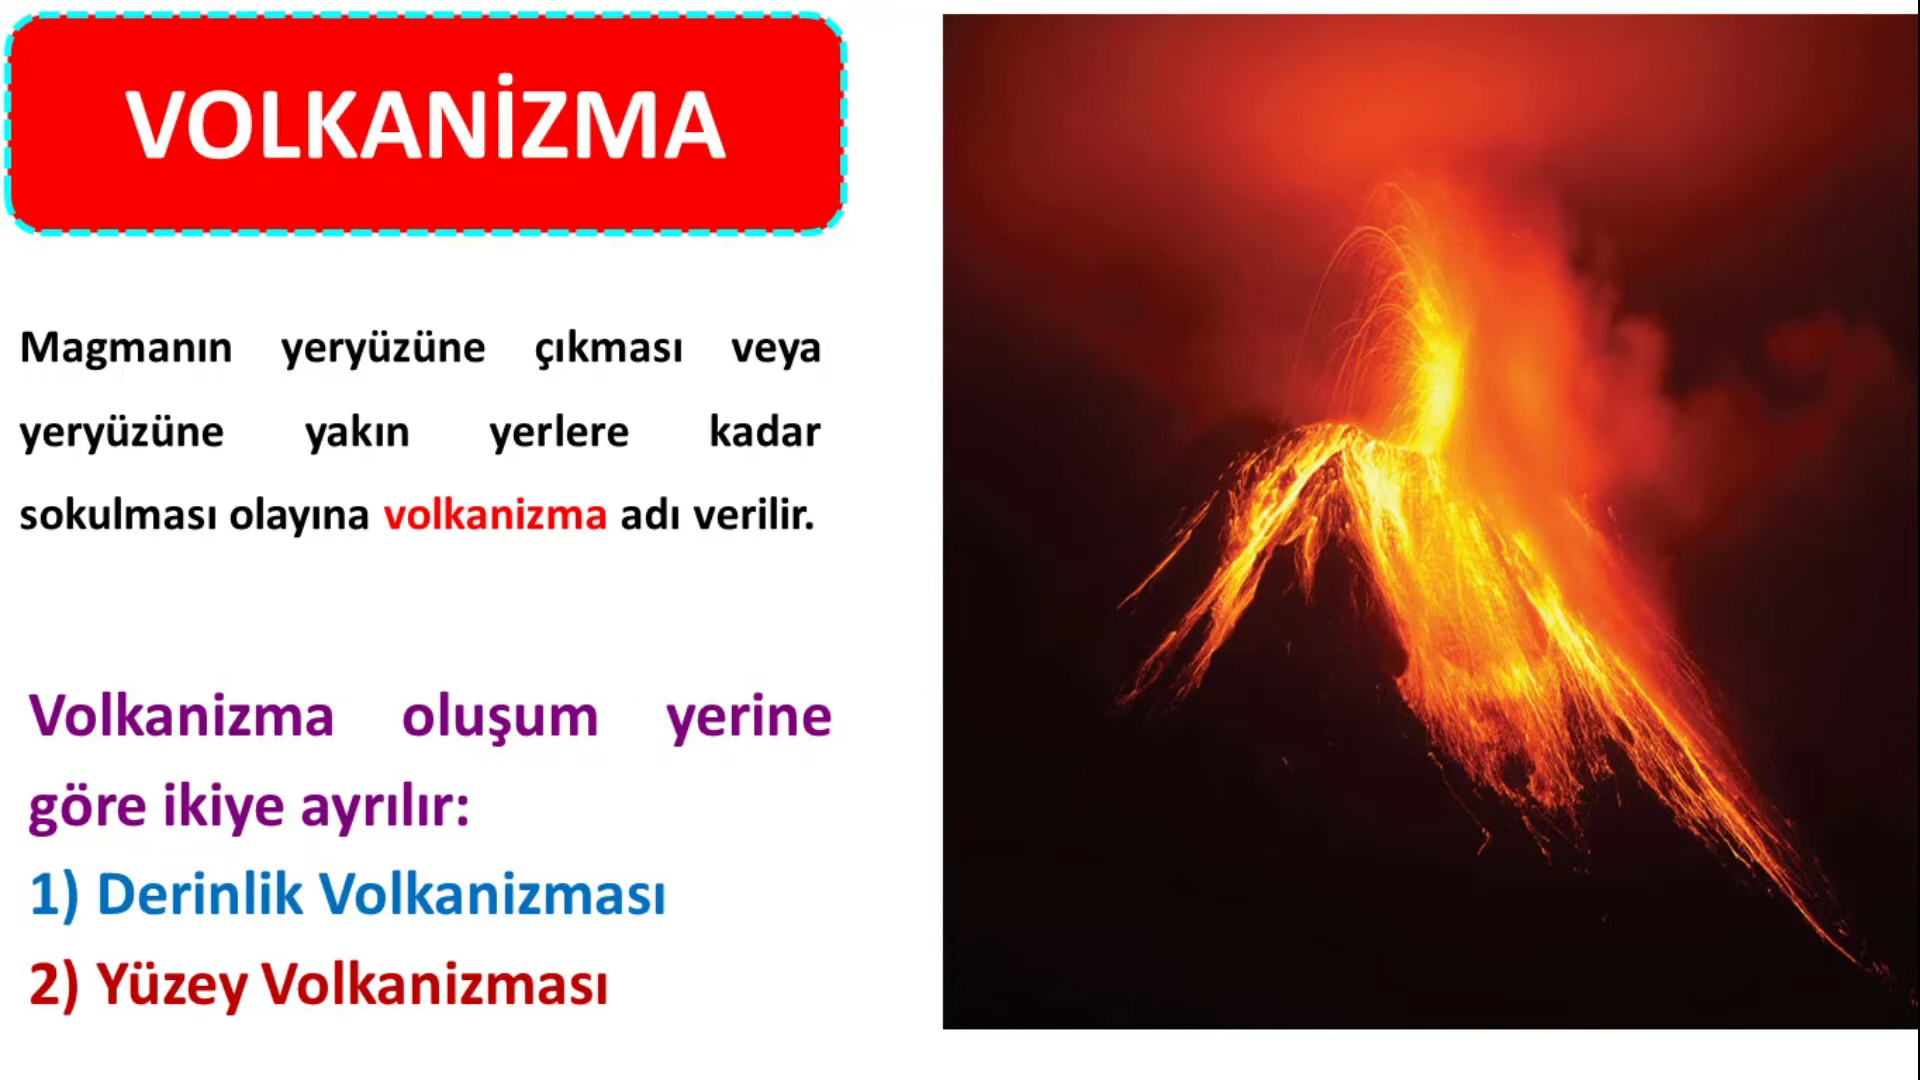 VOLKANİZMA
Magmanın yeryüzüne çıkması veya
yeryüzüne yakın yerlere kadar
sokulması olayına volkanizma adı verilir.
Volkanizma oluşum yerine
göre ikiye ayrılır:
1) Derinlik Volkanizması
2) Yüzey Volkanizması